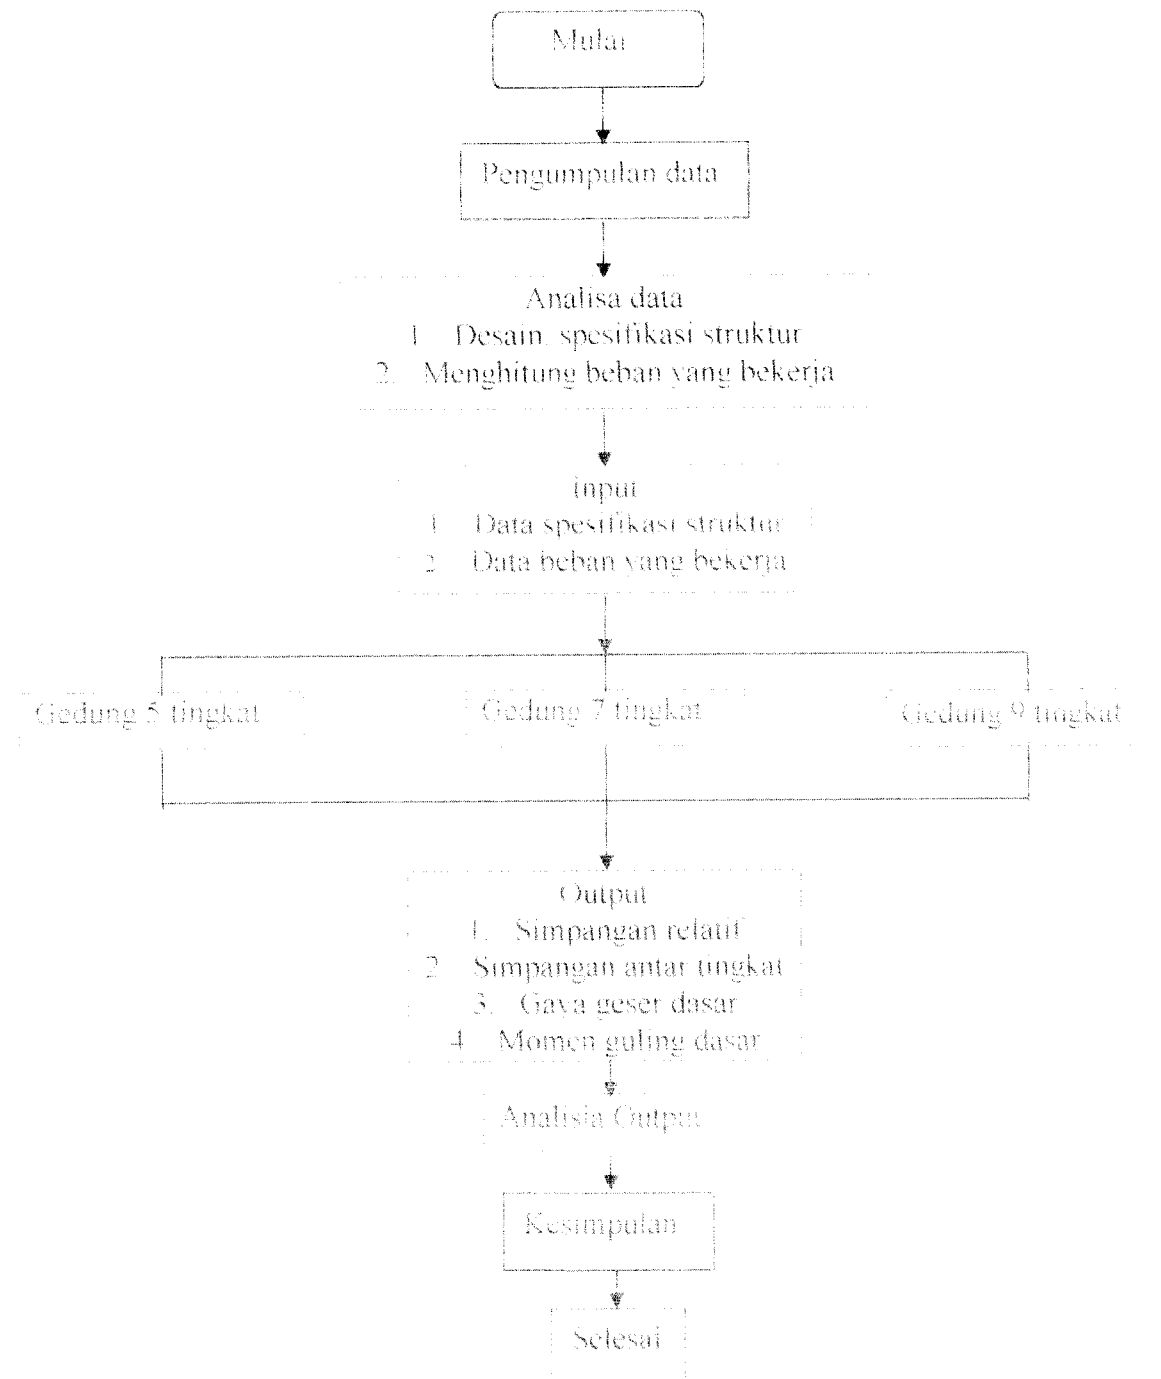 Mulai
Pengumpulan data
Analisa data
1 Desain, spesifikasi struktur
2. Menghitung beban yang bekerja
input
1 Data spesifikasi struktur
2 Data beban yang bekerja
Gedung 5 tingkat
Gedung 7 tingkat
Gedung 9 tingkat
Output
1. Simpangan relatif
2 Simpangan antar tingkat
3. Gaya geser dasar
4 Momen guling dasar
Analisia Output
Kesimpulan
Selesai